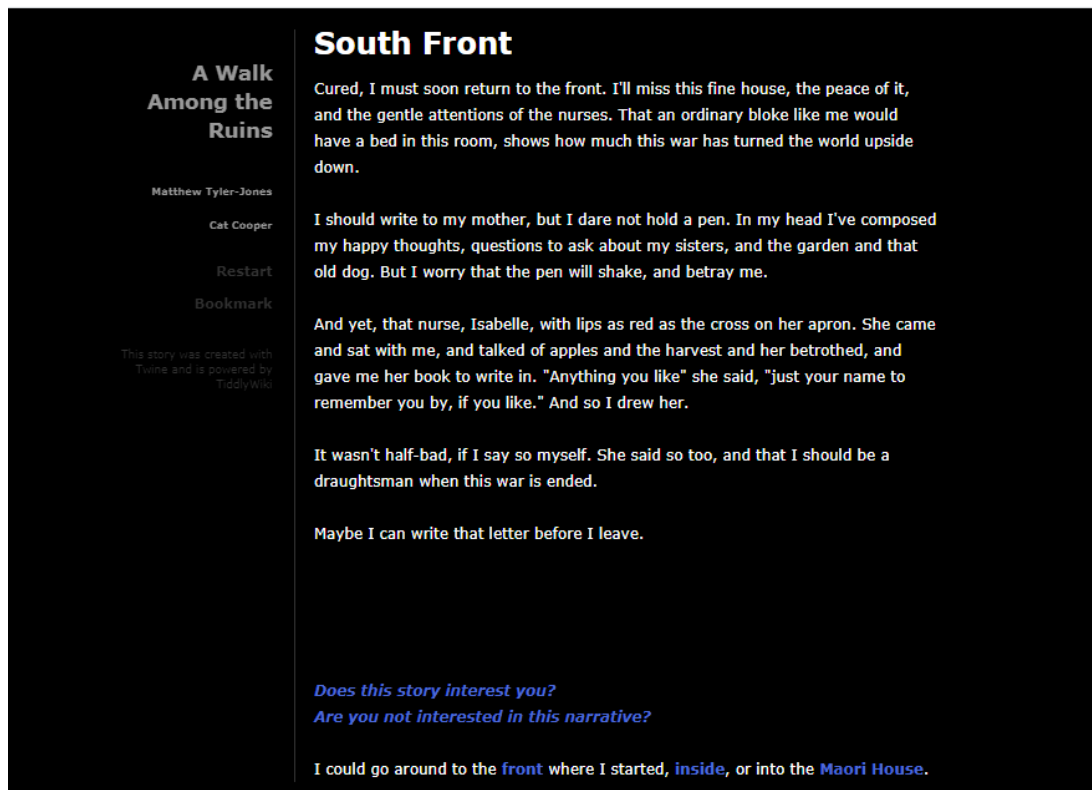 A Walk
Among the
Ruins
Matthew Tyler-Jones
Cat Cooper
Restart
Bookmark
This story was created with
Twine and is powered by
TiddlyWiki
South Front
Cured, I must soon return to the front. I'll miss this fine house, the peace of it,
and the gentle attentions of the nurses. That an ordinary bloke like me would
have a bed in this room, shows how much this war has turned the world upside
down.
I should write to my mother, but I dare not hold a pen. In my head I've composed
my happy thoughts, questions to ask about my sisters, and the garden and that
old dog. But I worry that the pen will shake, and betray me.
And yet, that nurse, Isabelle, with lips as red as the cross on her apron. She came
and sat with me, and talked of apples and the harvest and her betrothed, and
gave me her book to write in. "Anything you like" she said, "just your name to
remember you by, if you like." And so I drew her.
It wasn't half-bad, if I say so myself. She said so too, and that I should be a
draughtsman when this war is ended.
Maybe I can write that letter before I leave.
Does this story interest you?
Are you not interested in this narrative?
I could go around to the front where I started, inside, or into the Maori House.